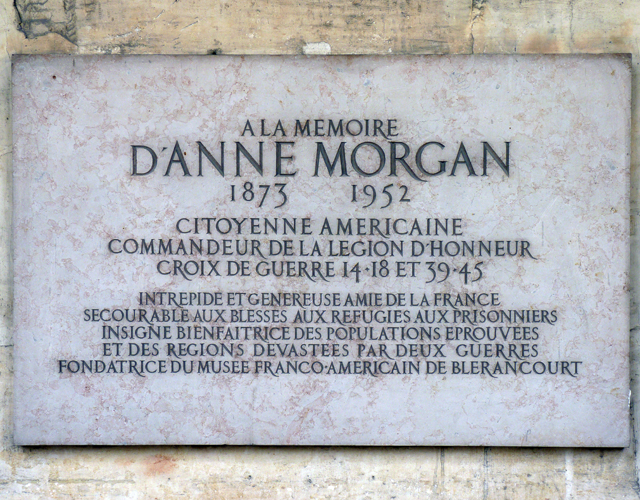 A LA MEMOIRE
D'ANNE MORGAN
1873 1952
CITOYENNE AMERICAINE
COMMANDEUR DE LA LEGION D'HONNEUR
CROIX DE GUERRE 14·18 ET 39·45
INTREPIDE ET GENEREUSE AMIE DE LA FRANCE
SECOURABLE AUX BLESSES AUX REFUGIES AUX PRISONNIERS
INSIGNE BIENFAITRICE DES POPULATIONS EPROUVÉES
ET DES REGIONS DEVASTÉES PAR DEUX GUERRES
FONDATRICE DU MUSEE FRANCO·AMERICAIN DE BLERANCOURT